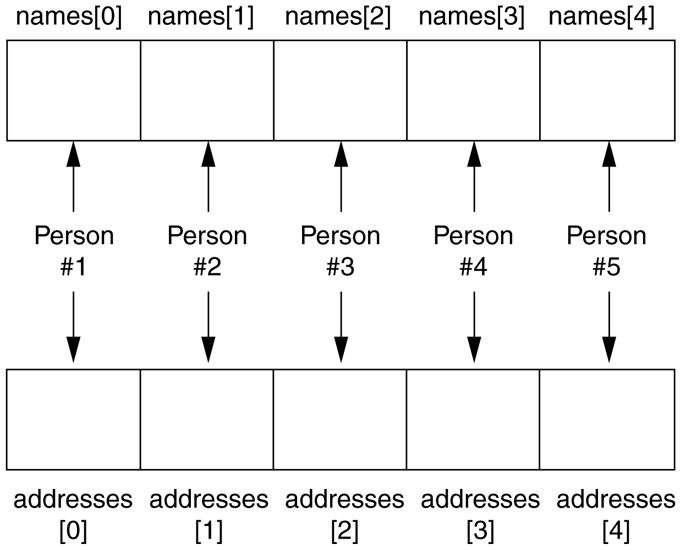 names[0] names[1] names[2] names[3] names[4]
Person Person Person Person Person
#1 #2 #3 #4 #5
addresses addresses addresses addresses addresses
[0] [1] [2] [3] [4]